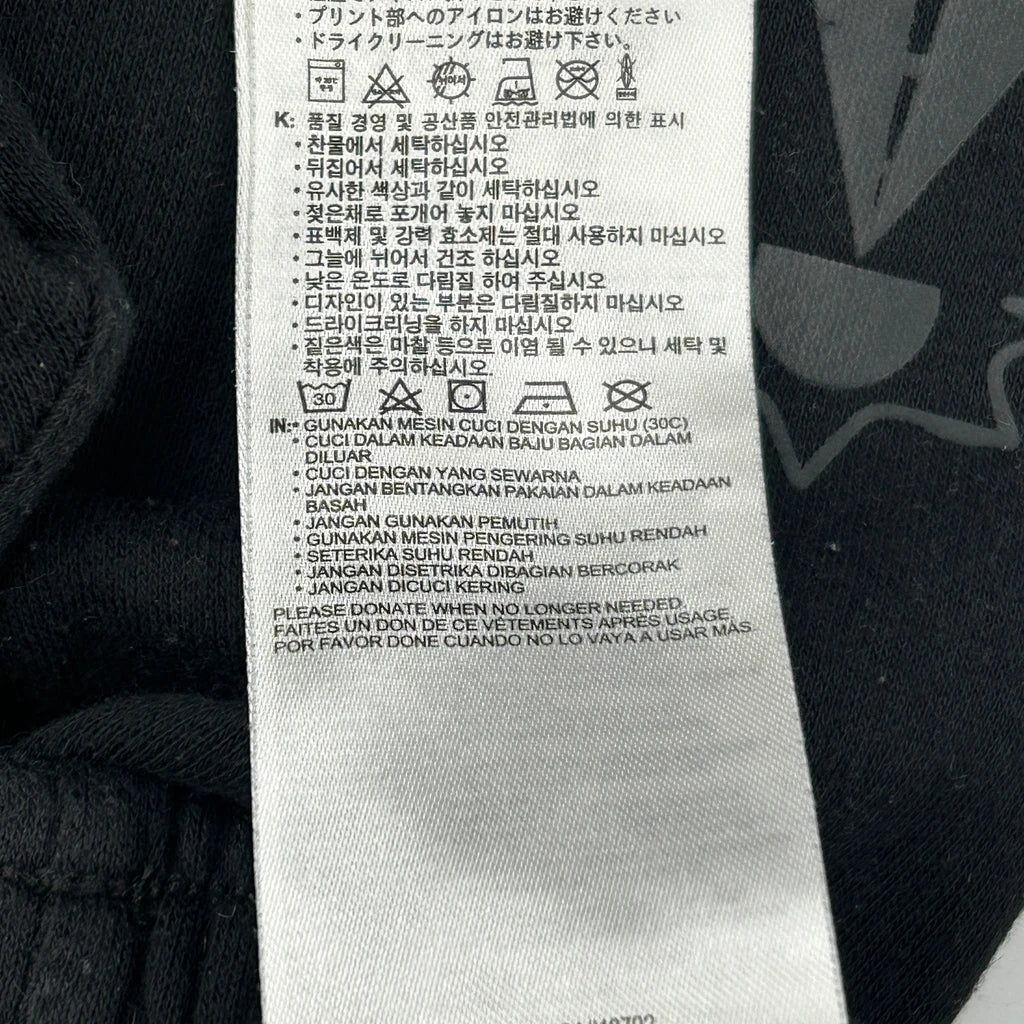 ・プリント部へのアイロンはお避けください
・ドライクリーニングはお避け下さい。
K: 품질 경영 및 공산품 안전관리법에 의한 표시
• 찬물에서 세탁하십시오
• 뒤집어서 세탁하십시오
• 유사한 색상과 같이 세탁하십시오
• 젖은채로 포개어 놓지 마십시오
• 표백제 및 강력 효소제는 절대 사용하지 마십시오
• 그늘에 뉘어서 건조 하십시오
• 낮은 온도로 다림질 하여 주십시오
• 디자인이 있는 부분은 다림질하지 마십시오
• 드라이크리닝을 하지 마십시오
• 짙은색은 마찰 등으로 이염 될 수 있으니 세탁 및
착용에 주의하십시오
30
IN:• GUNAKAN MESIN CUCI DENGAN SUHU (30C)
• CUCI DALAM KEADAAN BAJU BAGIAN DALAM
DILUAR
• CUCI DENGAN YANG SEWARNA
• JANGAN BENTANGKAN PAKAIAN DALAM KEADAAN
BASAH
• JANGAN GUNAKAN PEMUTIH
• GUNAKAN MESIN PENGERING SUHU RENDAH
• SETERIKA SUHU RENDAH
• JANGAN DISETRIKA DIBAGIAN BERCORAK
• JANGAN DICUCI KERING
PLEASE DONATE WHEN NO LONGER NEEDED.
FAITES UN DON DE CE VÊTEMENTS APRÈS USAGE.
POR FAVOR DONE CUANDO NO LO VAYA A USAR MÁS.